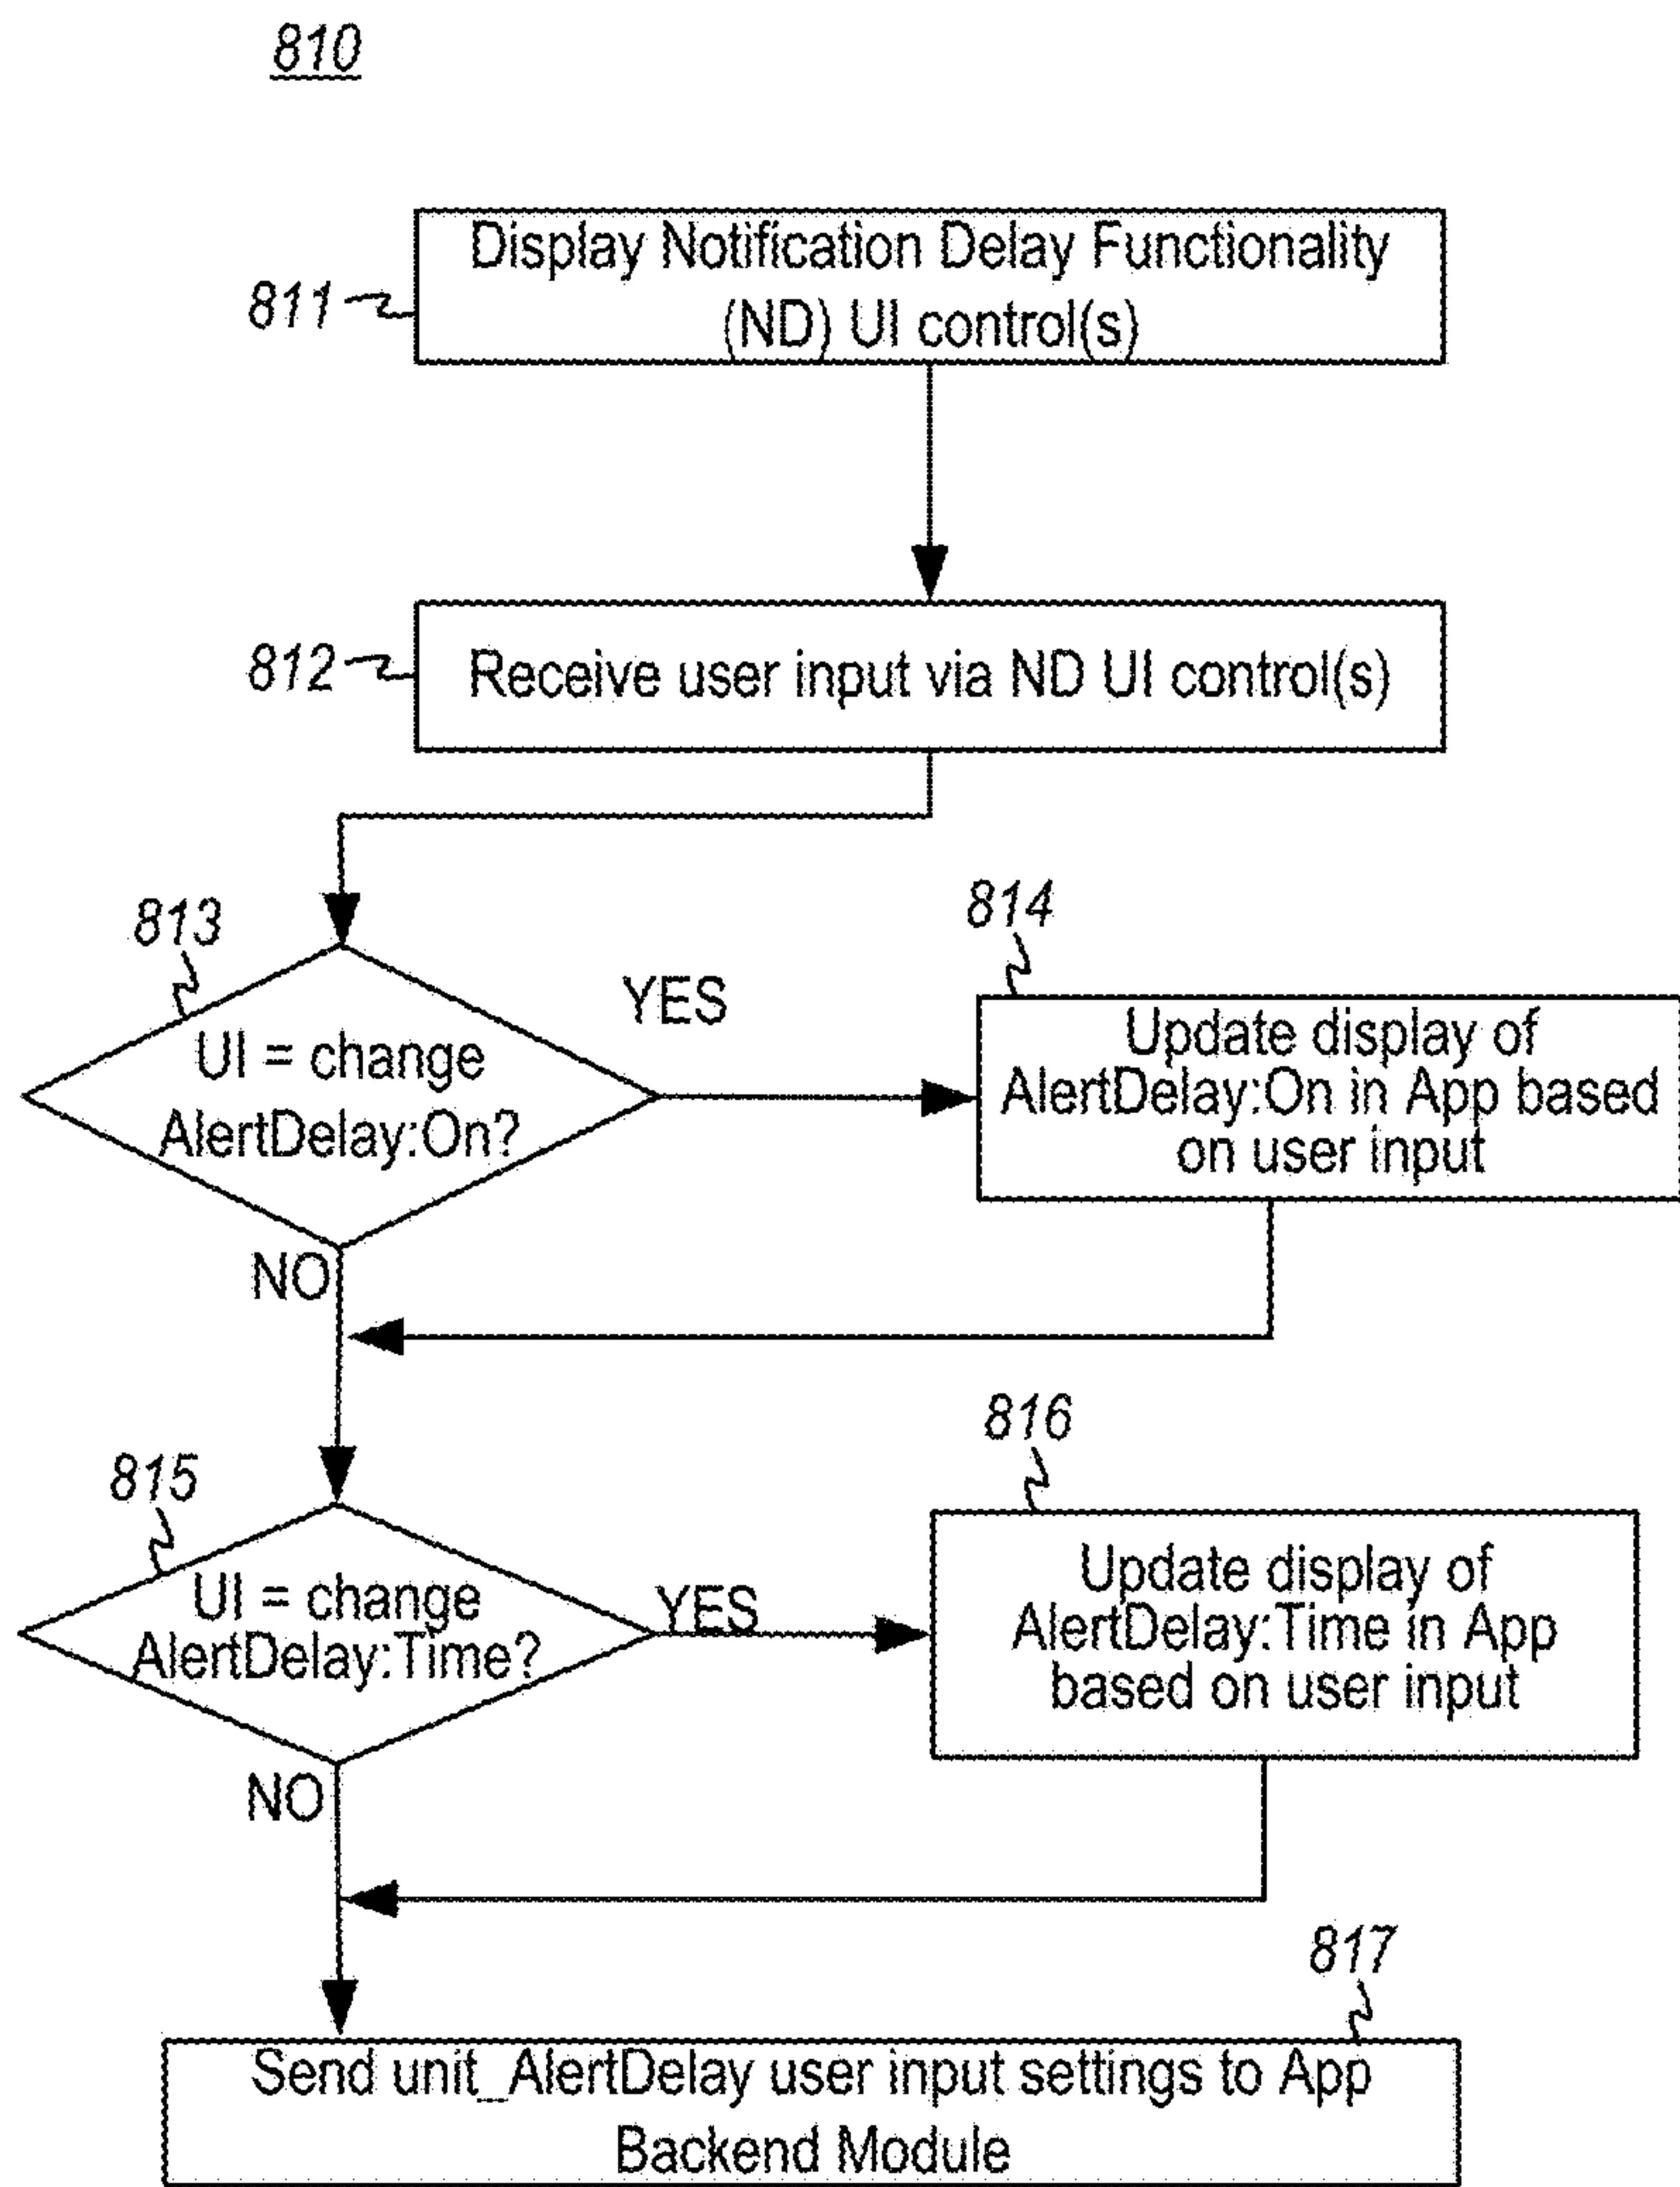 810
Display Notification Delay Functionality
(ND) UI control(s)
811
812
Receive user input via ND UI control(s)
813
UI = change
AlertDelay:On?
YES
NO
814
Update display of
AlertDelay:On in App based
on user input
815
UI = change
AlertDelay:Time?
YES
NO
816
Update display of
AlertDelay:Time in App
based on user input
817
Send unit_AlertDelay user input settings to App
Backend Module